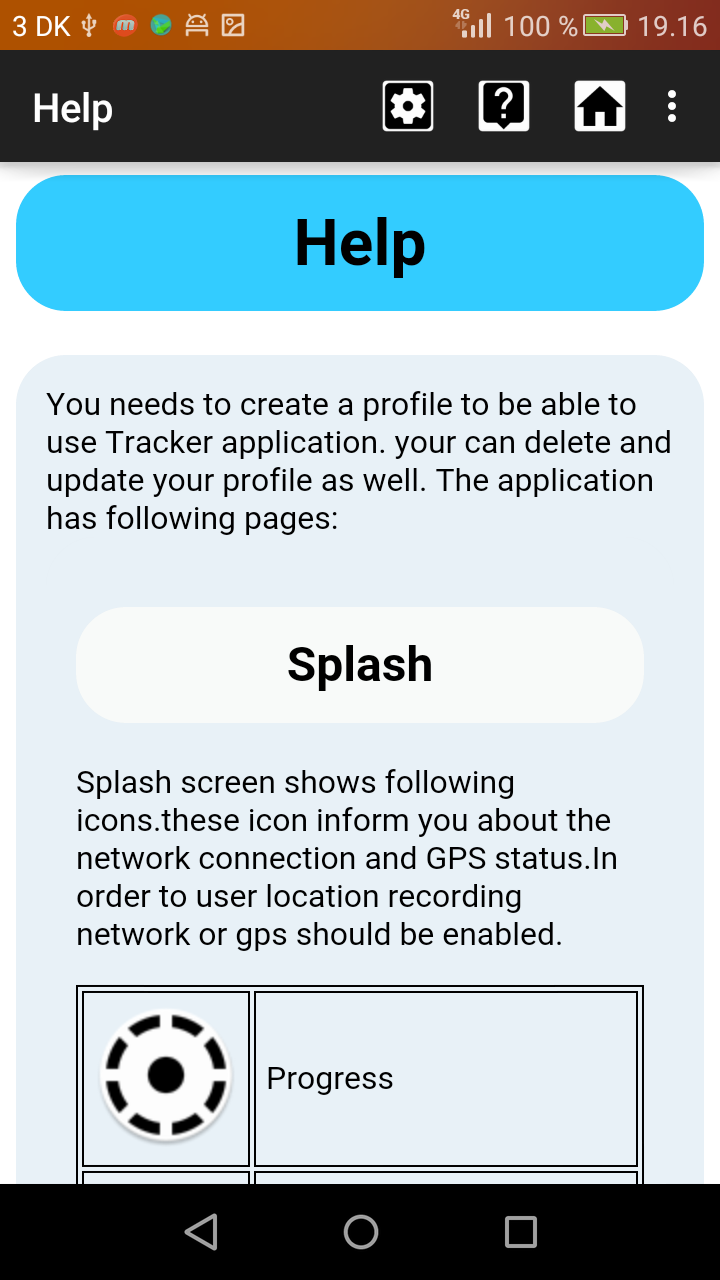 3 DK 4G 100 % 19.16
Help
Help
You needs to create a profile to be able to
use Tracker application. your can delete and
update your profile as well. The application
has following pages:
Splash
Splash screen shows following
icons.these icon inform you about the
network connection and GPS status.In
order to user location recording
network or gps should be enabled.
Progress